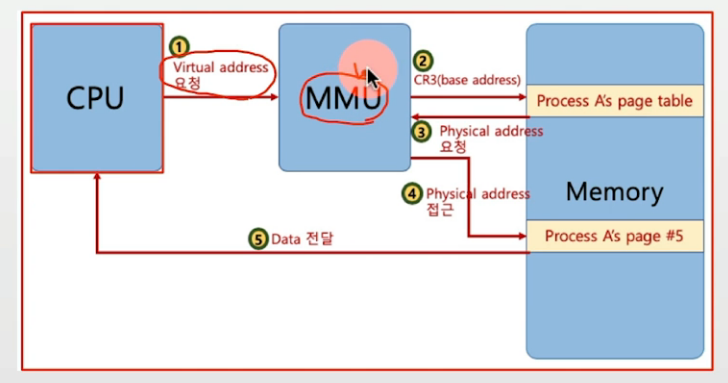 CPU
1
Virtual address
요청
MMU
2
CR3(base address)
Process A's page table
3
Physical address
요청
4
Physical address
접근
Memory
Process A's page #5
5
Data 전달